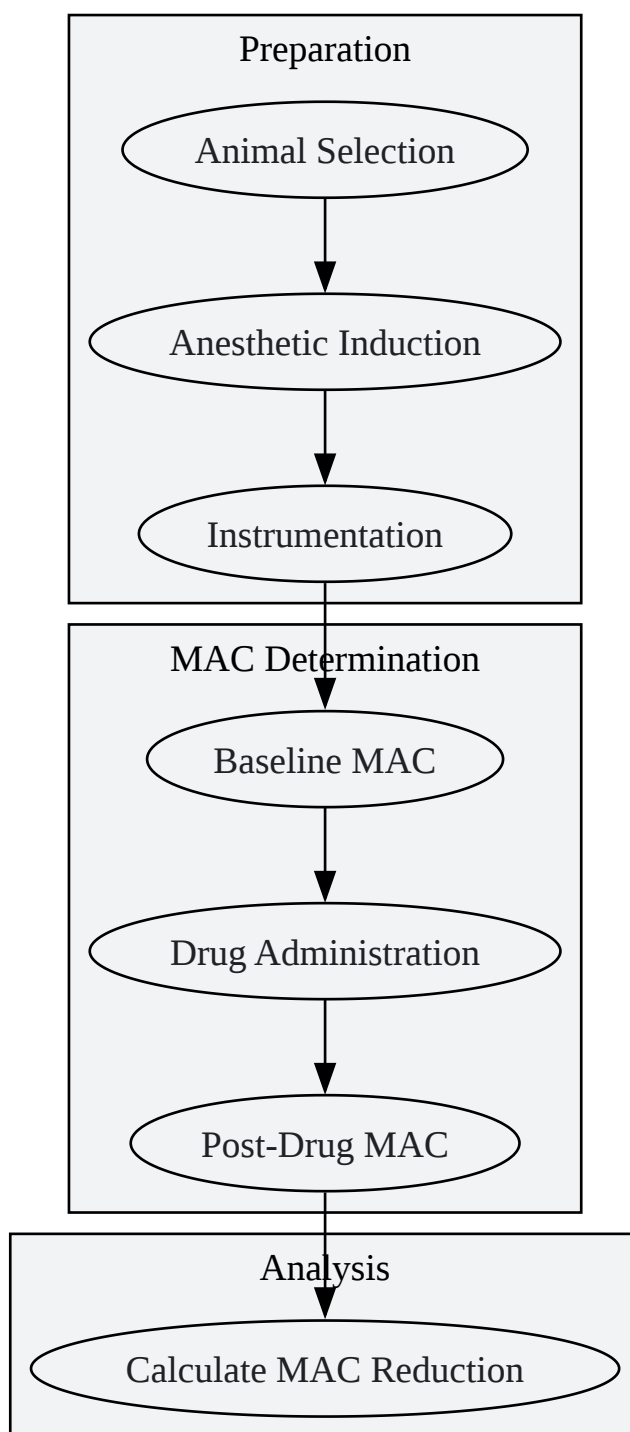 Preparation
Animal Selection
Anesthetic Induction
Instrumentation
MAC Determination
Baseline MAC
Drug Administration
Post-Drug MAC
Analysis
Calculate MAC Reduction